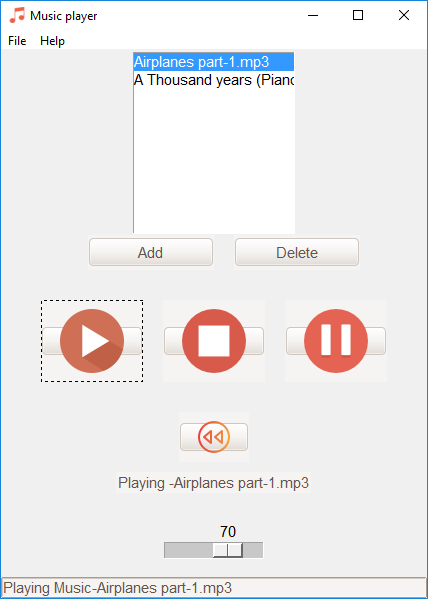 Music player
File Help
Airplanes part-1.mp3
A Thousand years (Piano
Add Delete
Playing -Airplanes part-1.mp3
70
Playing Music-Airplanes part-1.mp3